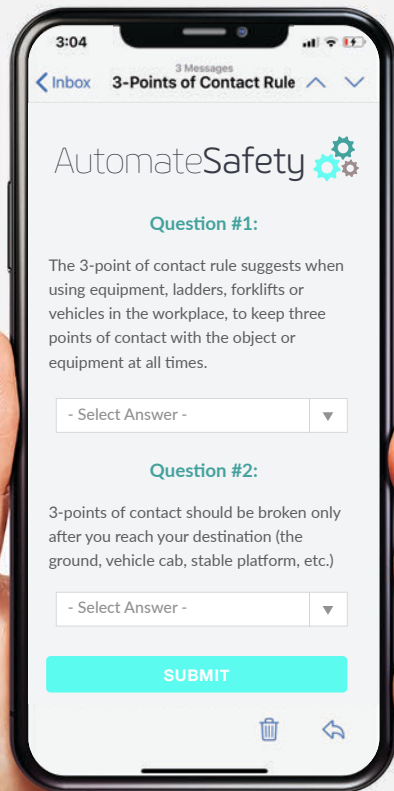 3:04
3 Messages
Inbox 3-Points of Contact Rule
AutomateSafety
Question #1:
The 3-point of contact rule suggests when
using equipment, ladders, forklifts or
vehicles in the workplace, to keep three
points of contact with the object or
equipment at all times.
- Select Answer -
Question #2:
3-points of contact should be broken only
after you reach your destination (the
ground, vehicle cab, stable platform, etc.)
- Select Answer -
SUBMIT